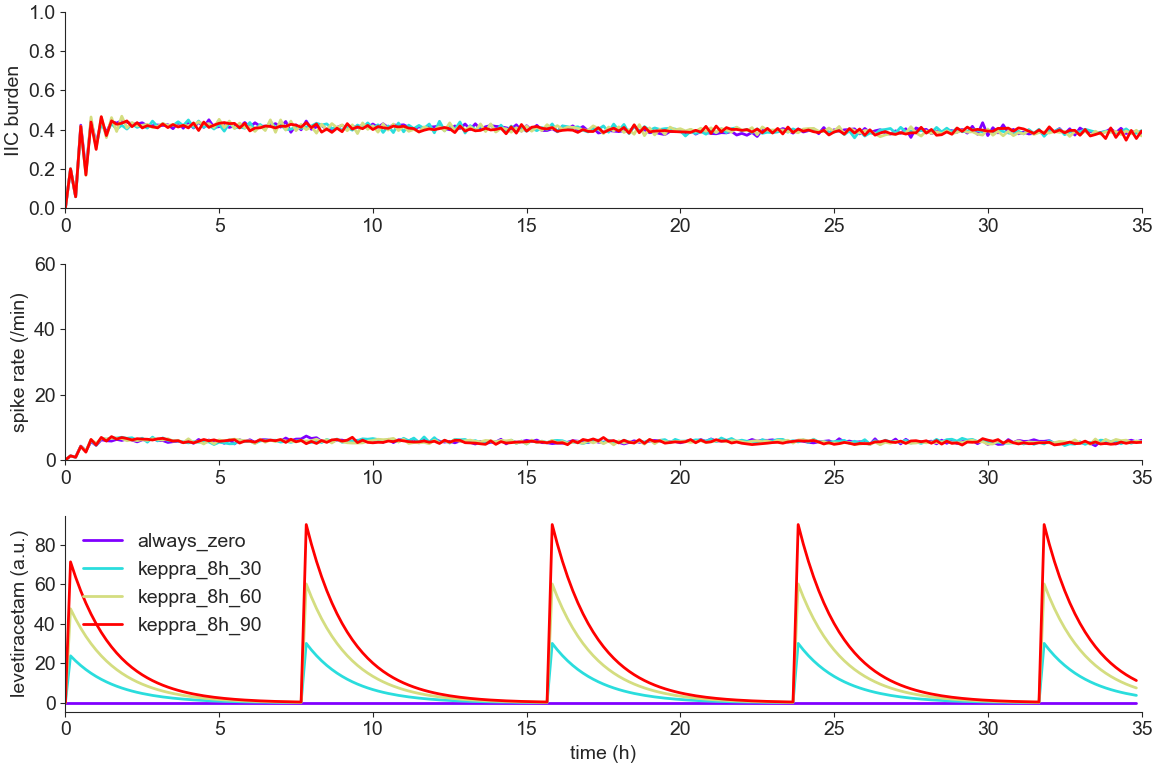 IIC burden
1.0
0.8
0.6
0.4
0.2
0.0
0 5 10 15 20 25 30 35
spike rate (/min)
60
40
20
0
0 5 10 15 20 25 30 35
levetiracetam (a.u.)
80
60
40
20
0
always_zero
keppra_8h_30
keppra_8h_60
keppra_8h_90
0 5 10 15 20 25 30 35
time (h)